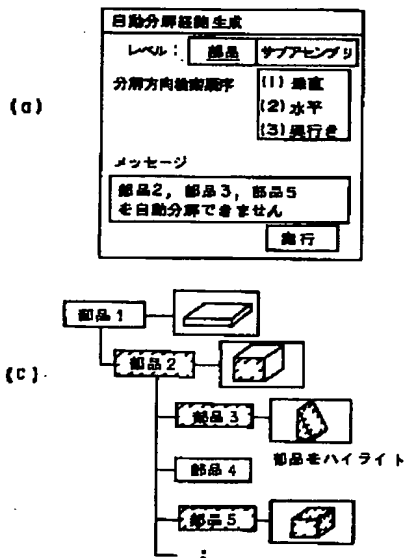 (a)
自動分解経路生成
レベル： 部品 サブアセンブリ
分解方向検索順序
(1) 垂直
(2) 水平
(3) 奥行き
メッセージ
部品2, 部品3, 部品5
を自動分解できません
実行
(c)
部品1
部品2
部品3
部品をハイライト
部品4
部品5